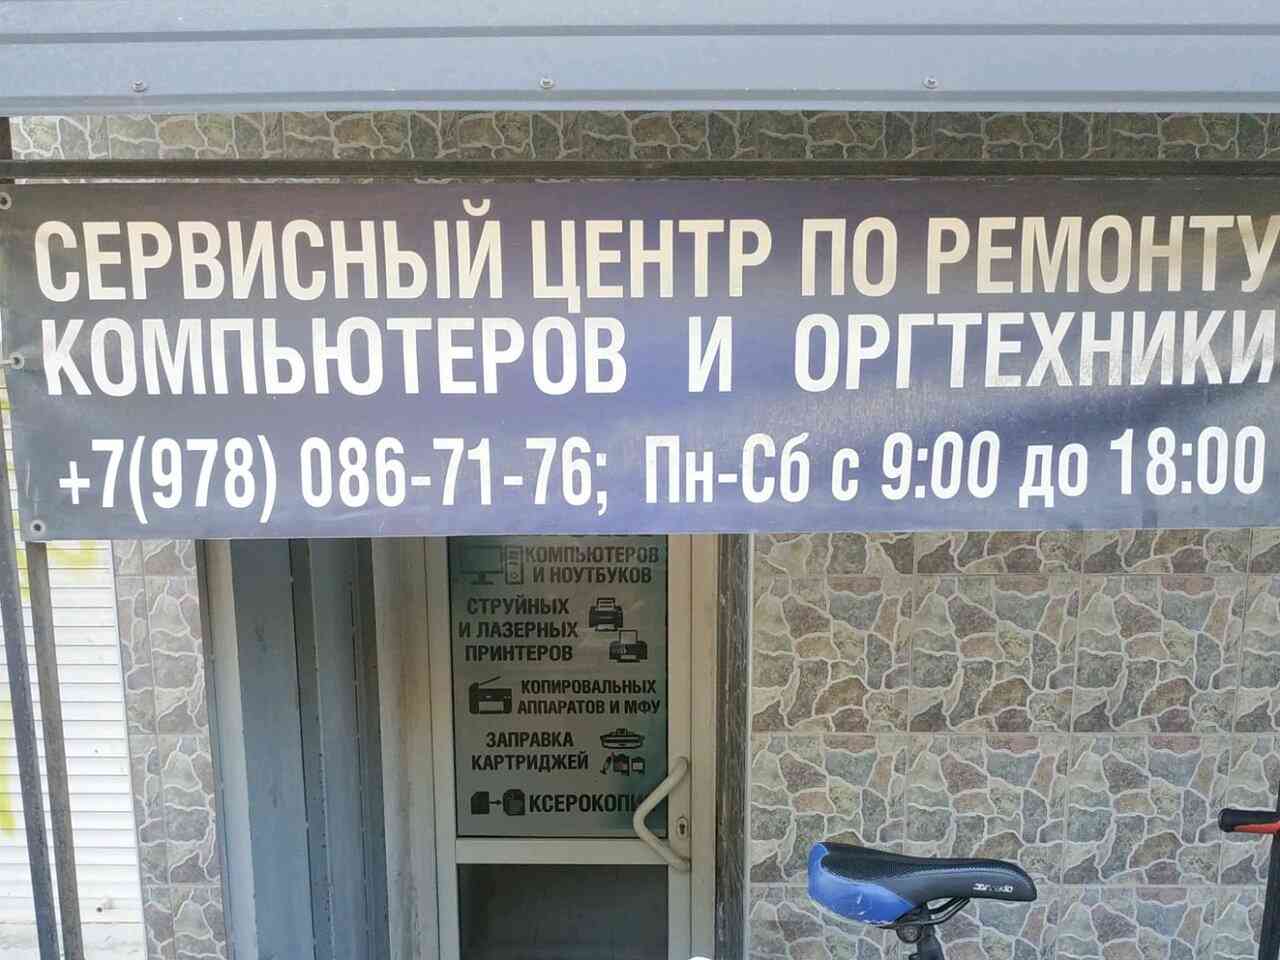 СЕРВИСНЫЙ ЦЕНТР ПО РЕМОНТУ
КОМПЬЮТЕРОВ И ОРГТЕХНИКИ
+7(978) 086-71-76; Пн-Сб с 9:00 до 18:00
КОМПЬЮТЕРОВ
И НОУТБУКОВ
СТРУЙНЫХ
И ЛАЗЕРНЫХ
ПРИНТЕРОВ
КОПИРОВАЛЬНЫХ
АППАРАТОВ И МФУ
ЗАПРАВКА
КАРТРИДЖЕЙ
КСЕРОКОПИ